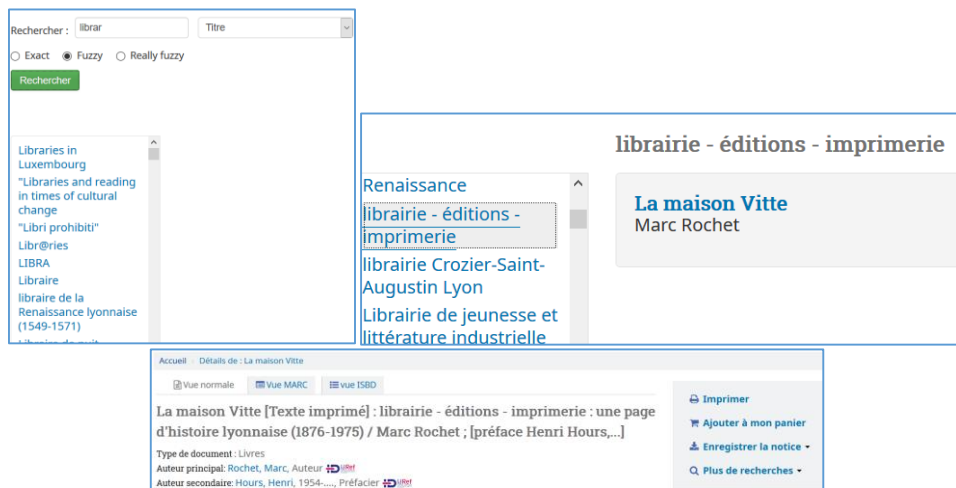 Rechercher :
librar
Titre
Exact
Fuzzy
Really fuzzy
Rechercher
Libraries in
Luxembourg
"Libraries and reading
in times of cultural
change
"Libri prohibiti"
Libr@ries
LIBRA
Libraire
libraire de la
Renaissance lyonnaise
(1549-1571)
librairie - éditions - imprimerie
Renaissance
librairie - éditions -
imprimerie
librairie Crozier-Saint-
Augustin Lyon
Librairie de jeunesse et
littérature industrielle
La maison Vitte
Marc Rochet
Accueil
Détails de : La maison Vitte
Vue normale
Vue MARC
vue ISBD
La maison Vitte [Texte imprimé] : librairie - éditions - imprimerie : une page
d'histoire lyonnaise (1876-1975) / Marc Rochet ; [préface Henri Hours,...]
Type de document : Livres
Auteur principal: Rochet, Marc, Auteur
Auteur secondaire: Hours, Henri, 1954-...., Préfacier
Imprimer
Ajouter à mon panier
Enregistrer la notice
Plus de recherches